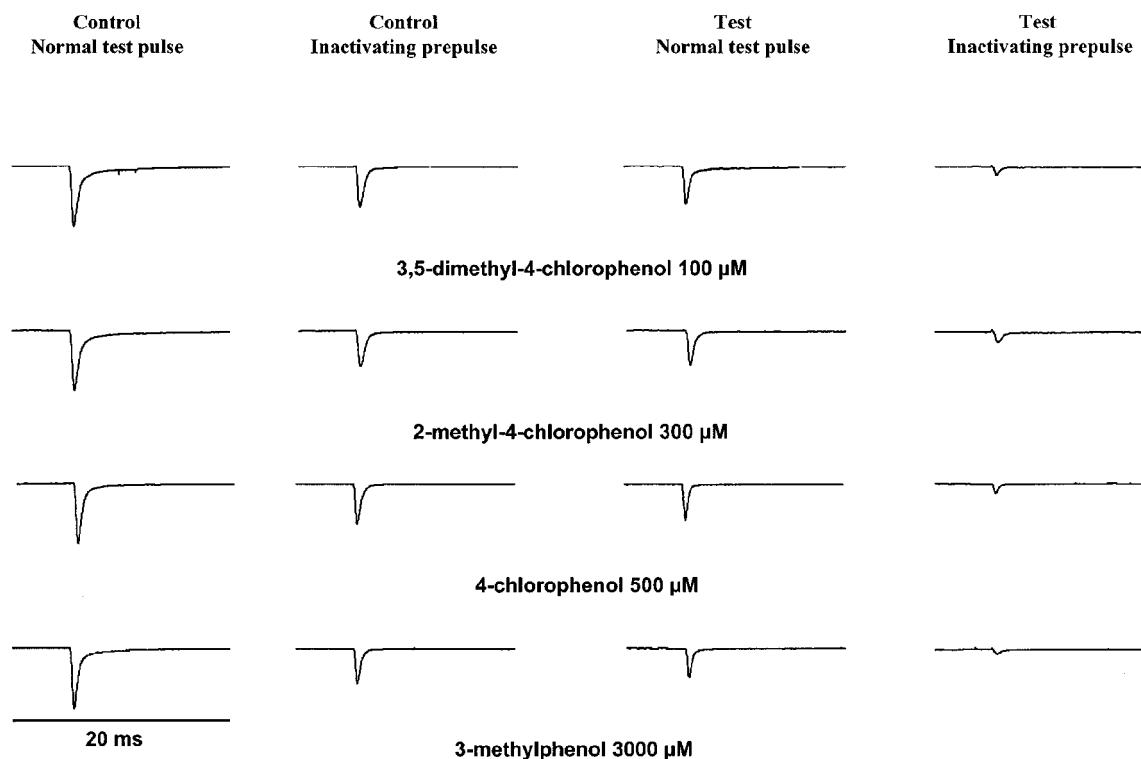 Control
Normal test pulse
Control
Inactivating prepulse
Test
Normal test pulse
Test
Inactivating prepulse
3,5-dimethyl-4-chlorophenol 100 µM
2-methyl-4-chlorophenol 300 µM
4-chlorophenol 500 µM
20 ms
3-methylphenol 3000 µM